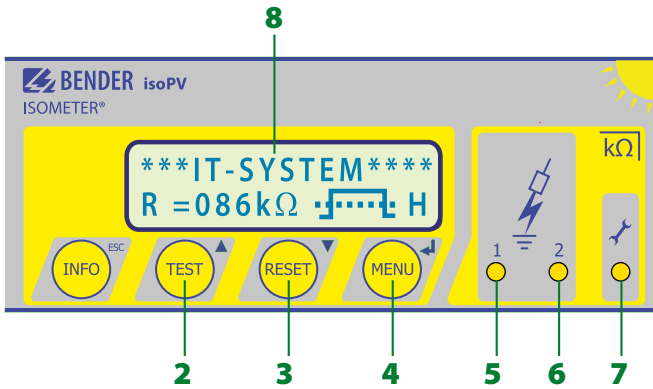 8
BENDER isoPV
ISOMETER®
***IT-SYSTEM****
R =086kΩ H
kΩ
INFO ESC TEST RESET MENU
1 2
2 3 4 5 6 7